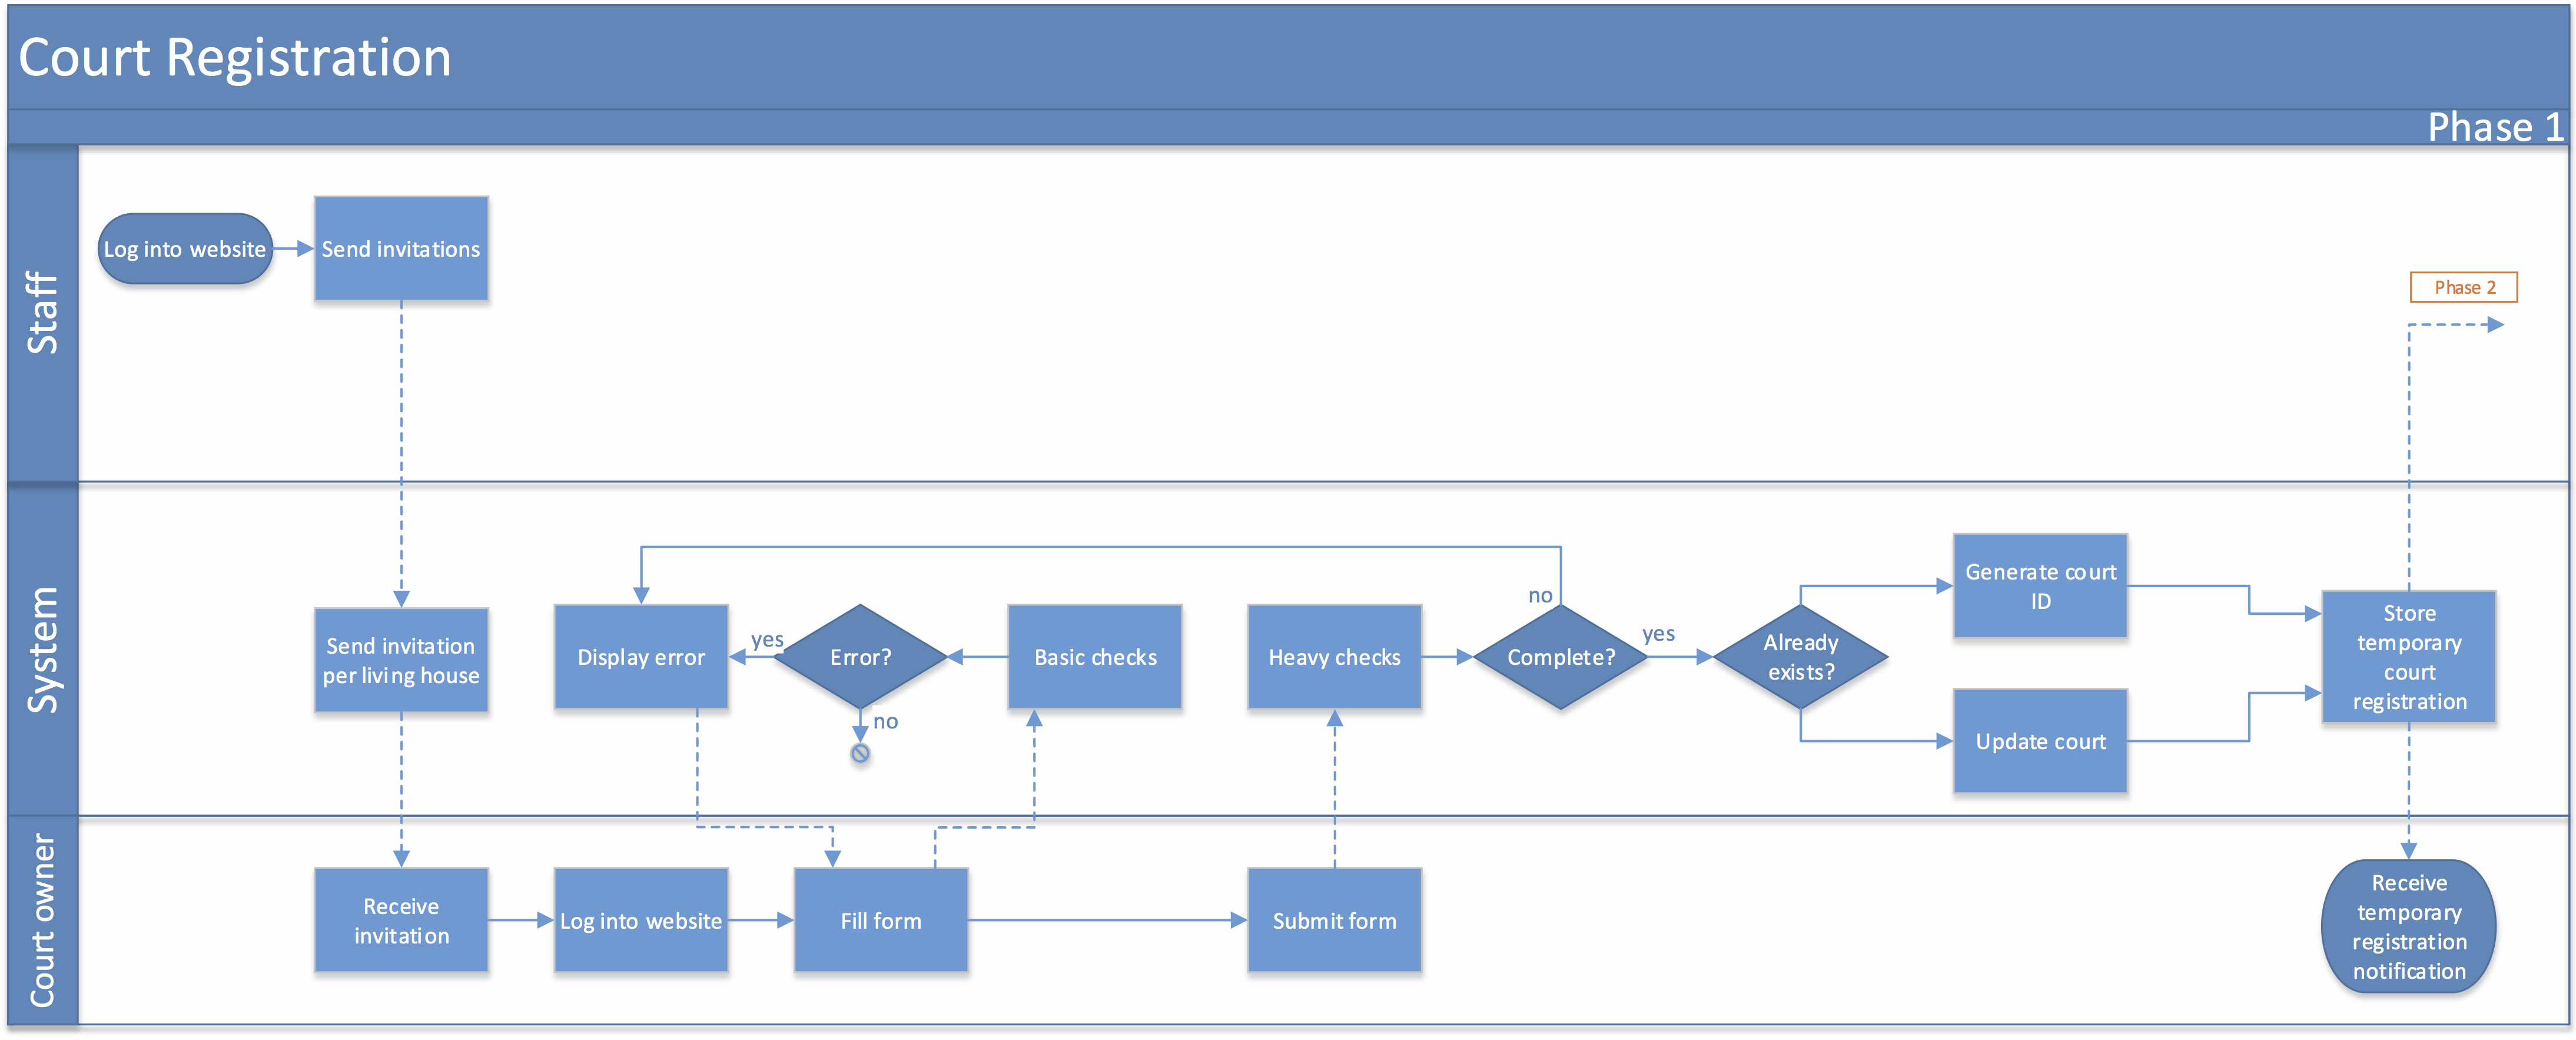 Court Registration
Phase 1
Staff
Log into website
Send invitations
Phase 2
System
Send invitation
per living house
Display error
yes
Error?
no
Basic checks
Heavy checks
no
Complete?
yes
Already
exists?
Generate court
ID
Update court
Store
temporary
court
registration
Court owner
Receive
invitation
Log into website
Fill form
Submit form
Receive
temporary
registration
notification